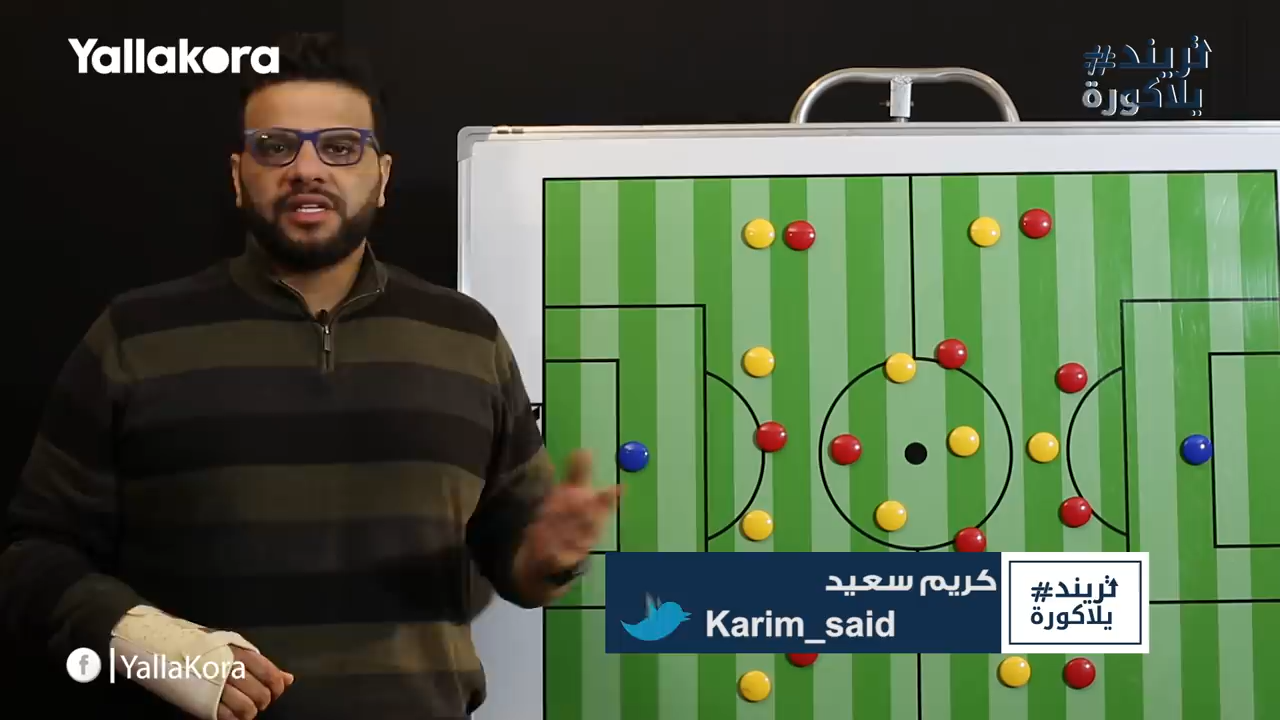 Yallakora
#تريند
يلاكورة
كريم سعيد
Karim_said
#تريند
يلاكورة
f | YallaKora